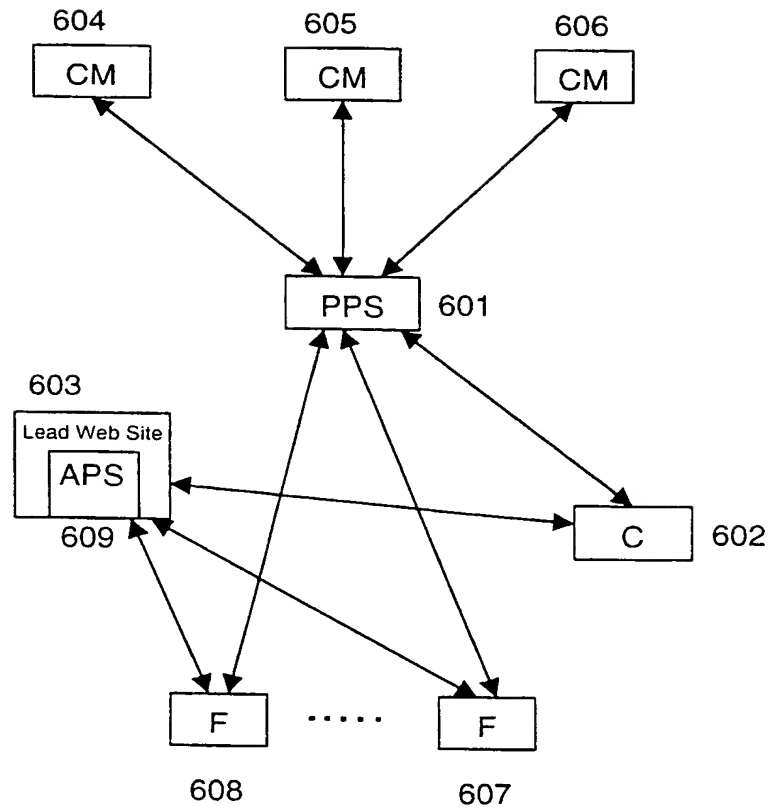 604 605 606
CM CM CM
PPS 601
603
Lead Web Site
APS
609
C 602
F ..... F
608 607